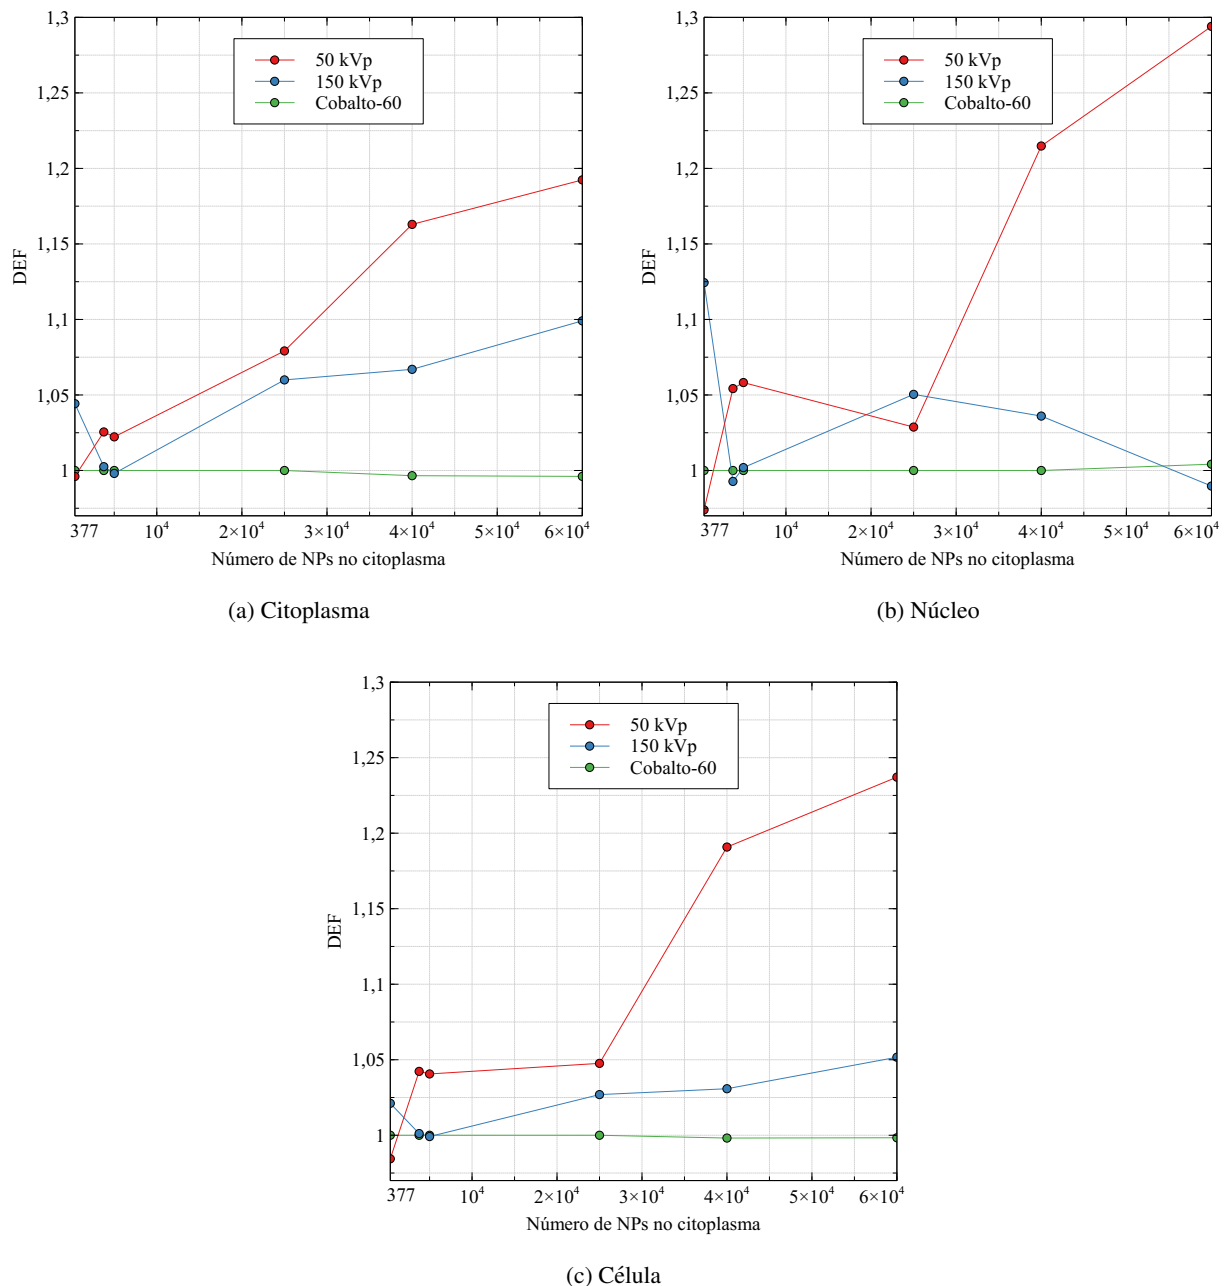 1,3
1,25
1,2
1,15
1,1
1,05
1
DEF
50 kVp
150 kVp
Cobalto-60
377
10⁴
2×10⁴
3×10⁴
4×10⁴
5×10⁴
6×10⁴
Número de NPs no citoplasma
(a) Citoplasma
1,3
1,25
1,2
1,15
1,1
1,05
1
DEF
50 kVp
150 kVp
Cobalto-60
377
10⁴
2×10⁴
3×10⁴
4×10⁴
5×10⁴
6×10⁴
Número de NPs no citoplasma
(b) Núcleo
1,3
1,25
1,2
1,15
1,1
1,05
1
DEF
50 kVp
150 kVp
Cobalto-60
377
10⁴
2×10⁴
3×10⁴
4×10⁴
5×10⁴
6×10⁴
Número de NPs no citoplasma
(c) Célula